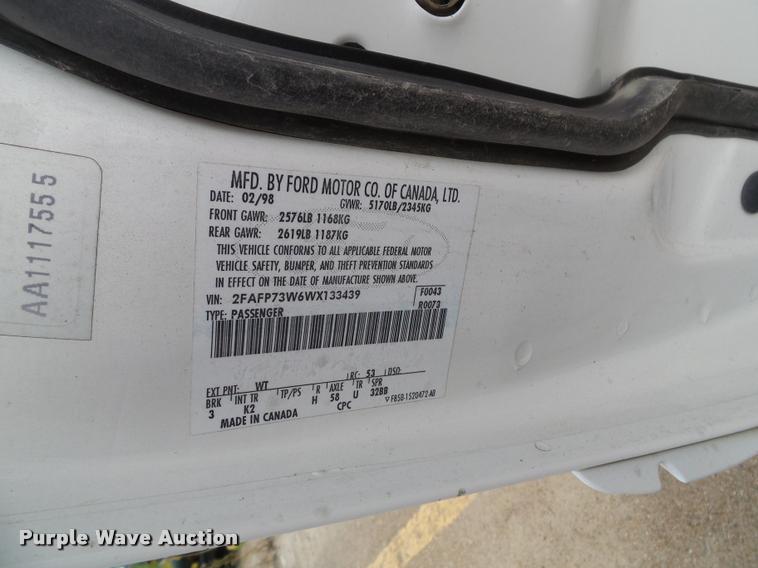 AA1117555
MFD. BY FORD MOTOR CO. OF CANADA, LTD.
DATE: 02/98 GVWR: 5170LB/2345KG
FRONT GAWR: 2576LB 1168KG
REAR GAWR: 2619LB 1187KG
THIS VEHICLE CONFORMS TO ALL APPLICABLE FEDERAL MOTOR
VEHICLE SAFETY, BUMPER, AND THEFT PREVENTION STANDARDS
IN EFFECT ON THE DATE OF MANUFACTURE SHOWN ABOVE.
VIN: 2FAFP73W6WX133439 F0043
TYPE: PASSENGER R0073
EXT PNT: WT RC: 53 DSO:
BRK INT TR TP/PS R AXLE TR SPR
3 K2 H 58 U 32BB
MADE IN CANADA CPC F85B-1520472 AB
Purple Wave Auction